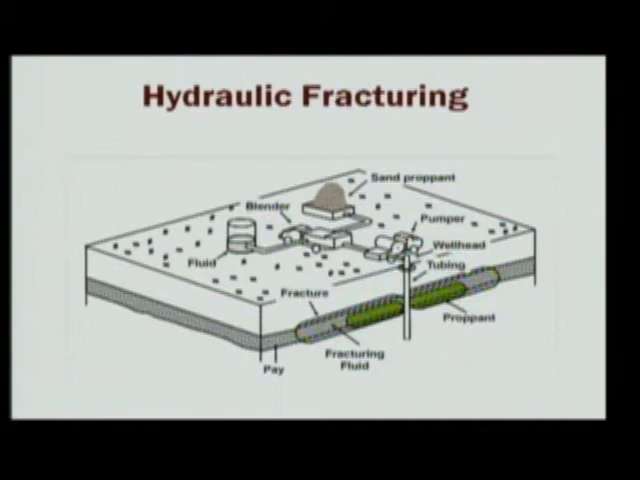 Hydraulic Fracturing
Sand proppant
Blender
Pumper
Wellhead
Fluid
Tubing
Fracture
Proppant
Fracturing
Fluid
Pay